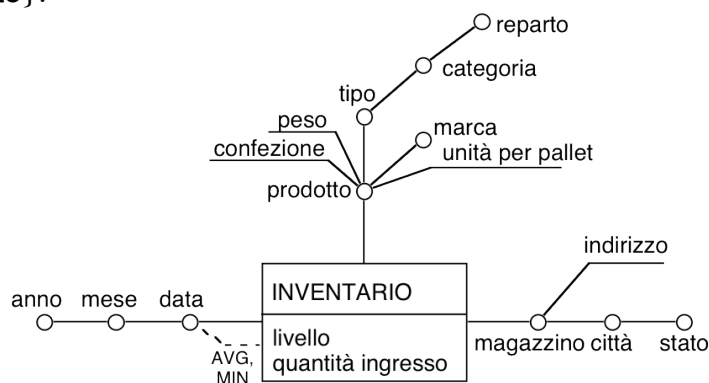 reparto
categoria
tipo
peso
marca
confezione
unità per pallet
prodotto
indirizzo
INVENTARIO
anno mese data
livello
magazzino città stato
quantità ingresso
AVG,
MIN